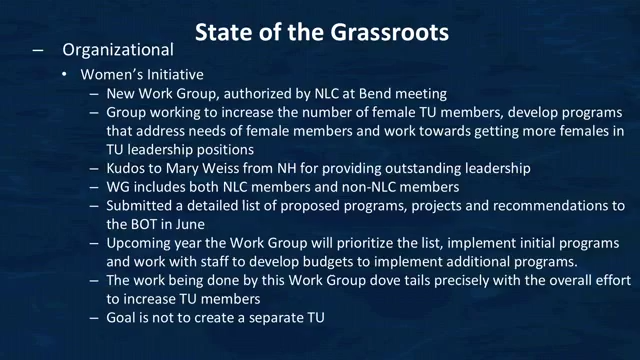 State of the Grassroots
– Organizational
• Women's Initiative
– New Work Group, authorized by NLC at Bend meeting
– Group working to increase the number of female TU members, develop programs
that address needs of female members and work towards getting more females in
TU leadership positions
– Kudos to Mary Weiss from NH for providing outstanding leadership
– WG includes both NLC members and non-NLC members
– Submitted a detailed list of proposed programs, projects and recommendations to
the BOT in June
– Upcoming year the Work Group will prioritize the list, implement initial programs
and work with staff to develop budgets to implement additional programs.
– The work being done by this Work Group dove tails precisely with the overall effort
to increase TU members
– Goal is not to create a separate TU